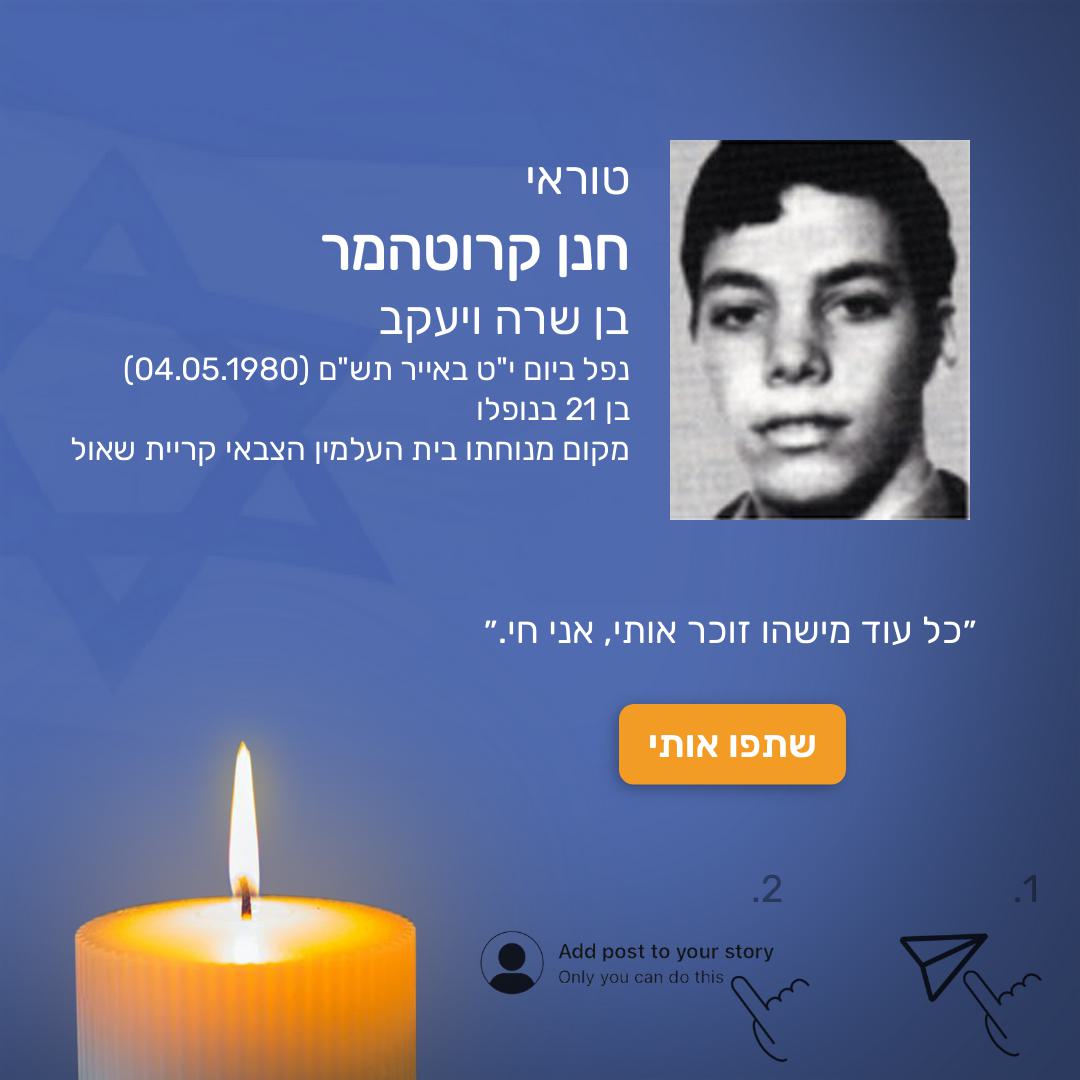 טוראי
חנן קרוטהמר
בן שרה ויעקב
נפל ביום י"ט באייר תש"ם (04.05.1980)
בן 21 בנופלו
מקום מנוחתו בית העלמין הצבאי קריית שאול
״כל עוד מישהו זוכר אותי, אני חי.״
שתפו אותי
1.
2.
Add post to your story
Only you can do this